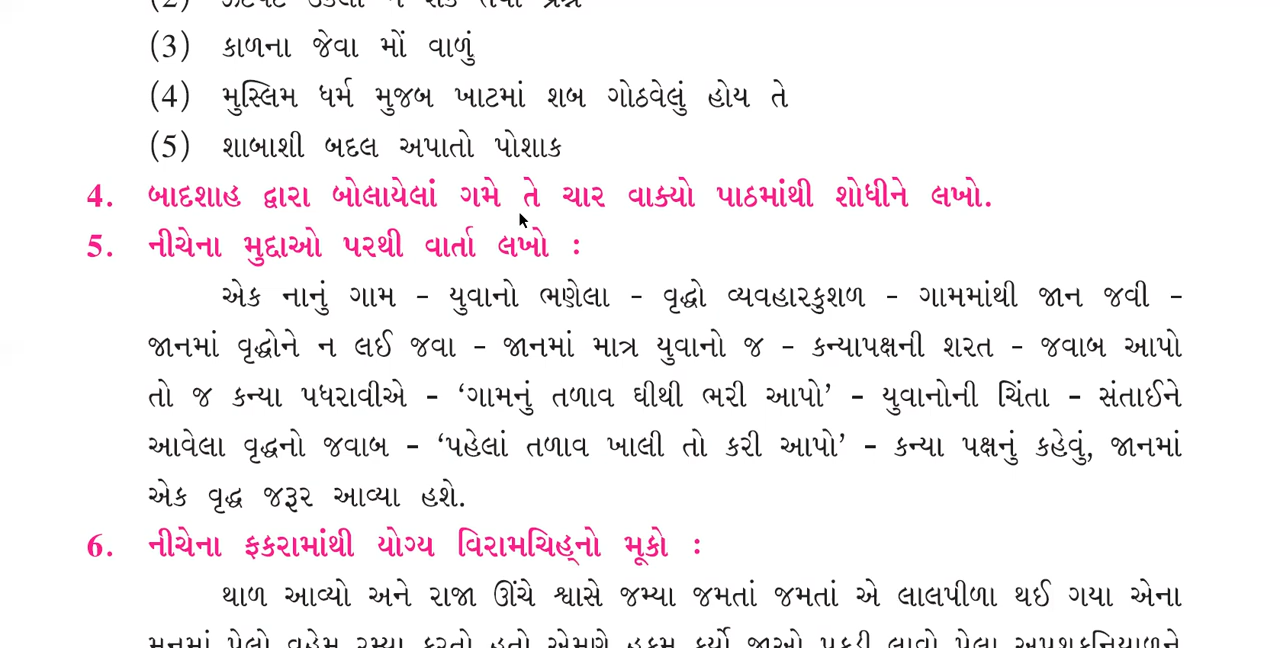 (3) કાળના જેવા મોં વાળું
(4) મુસ્લિમ ધર્મ મુજબ ખાટમાં શબ ગોઠવેલું હોય તે
(5) શાબાશી બદલ અપાતો પોશાક
4. બાદશાહ દ્વારા બોલાયેલાં ગમે તે ચાર વાક્યો પાઠમાંથી શોધીને લખો.
5. નીચેના મુદ્દાઓ પરથી વાર્તા લખો :
એક નાનું ગામ – યુવાનો ભણેલા – વૃદ્ધો વ્યવહારકુશળ – ગામમાંથી જાન જવી –
જાનમાં વૃદ્ધોને ન લઈ જવા – જાનમાં માત્ર યુવાનો જ – કન્યાપક્ષની શરત – જવાબ આપો
તો જ કન્યા પધરાવીએ – ‘ગામનું તળાવ ઘીથી ભરી આપો’ – યુવાનોની ચિંતા – સંતાઈને
આવેલા વૃદ્ધનો જવાબ – ‘પહેલાં તળાવ ખાલી તો કરી આપો’ – કન્યા પક્ષનું કહેવું, જાનમાં
એક વૃદ્ધ જરૂર આવ્યા હશે.
6. નીચેના ફકરામાંથી યોગ્ય વિરામચિહ્નો મૂકો :
થાળ આવ્યો અને રાજા ઊંચે શ્વાસે જમ્યા જમતાં જમતાં એ લાલપીળા થઈ ગયા એના